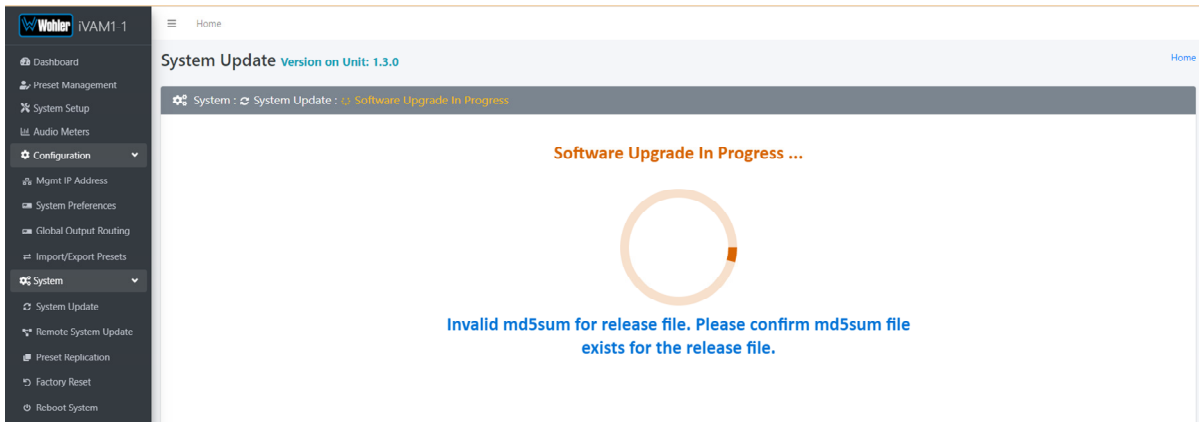 Wohler iVAM1-1
Home
Dashboard
Preset Management
System Setup
Audio Meters
Configuration
Mgmt IP Address
System Preferences
Global Output Routing
Import/Export Presets
System
System Update
Remote System Update
Preset Replication
Factory Reset
Reboot System
System Update Version on Unit: 1.3.0
Home
System : System Update : Software Upgrade In Progress
Software Upgrade In Progress ...
Invalid md5sum for release file. Please confirm md5sum file
exists for the release file.